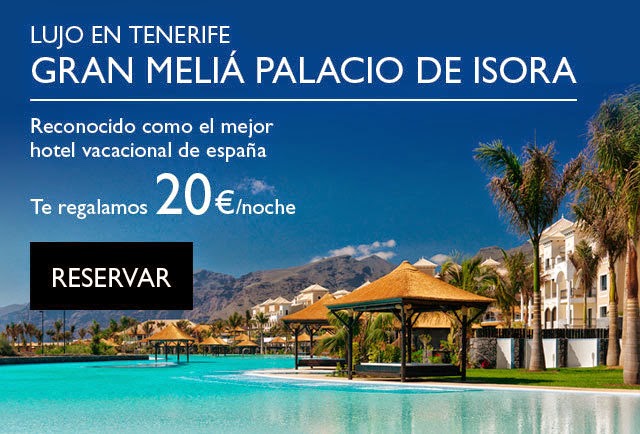 LUJO EN TENERIFE
GRAN MELIÁ PALACIO DE ISORA
Reconocido como el mejor
hotel vacacional de españa
Te regalamos 20€/noche
RESERVAR